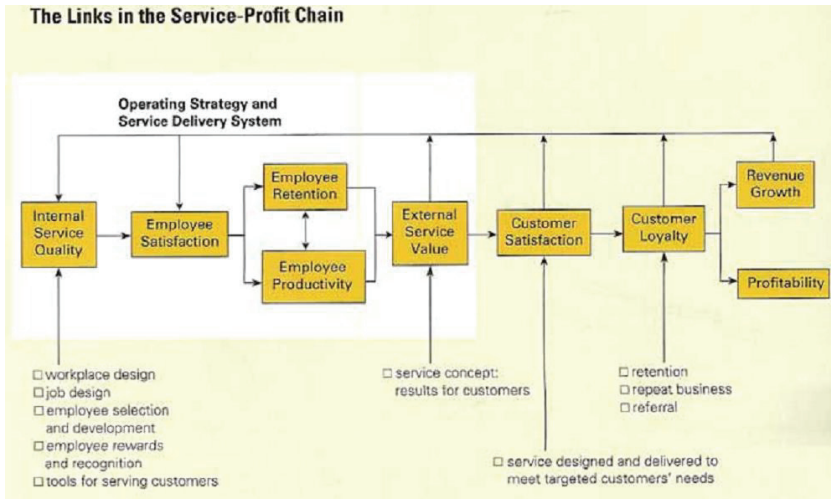 The Links in the Service-Profit Chain
Operating Strategy and
Service Delivery System
Internal
Service
Quality
Employee
Satisfaction
Employee
Retention
Employee
Productivity
External
Service
Value
Customer
Satisfaction
Customer
Loyalty
Revenue
Growth
Profitability
workplace design
job design
employee selection
and development
employee rewards
and recognition
tools for serving customers
service concept:
results for customers
service designed and delivered to
meet targeted customers' needs
retention
repeat business
referral